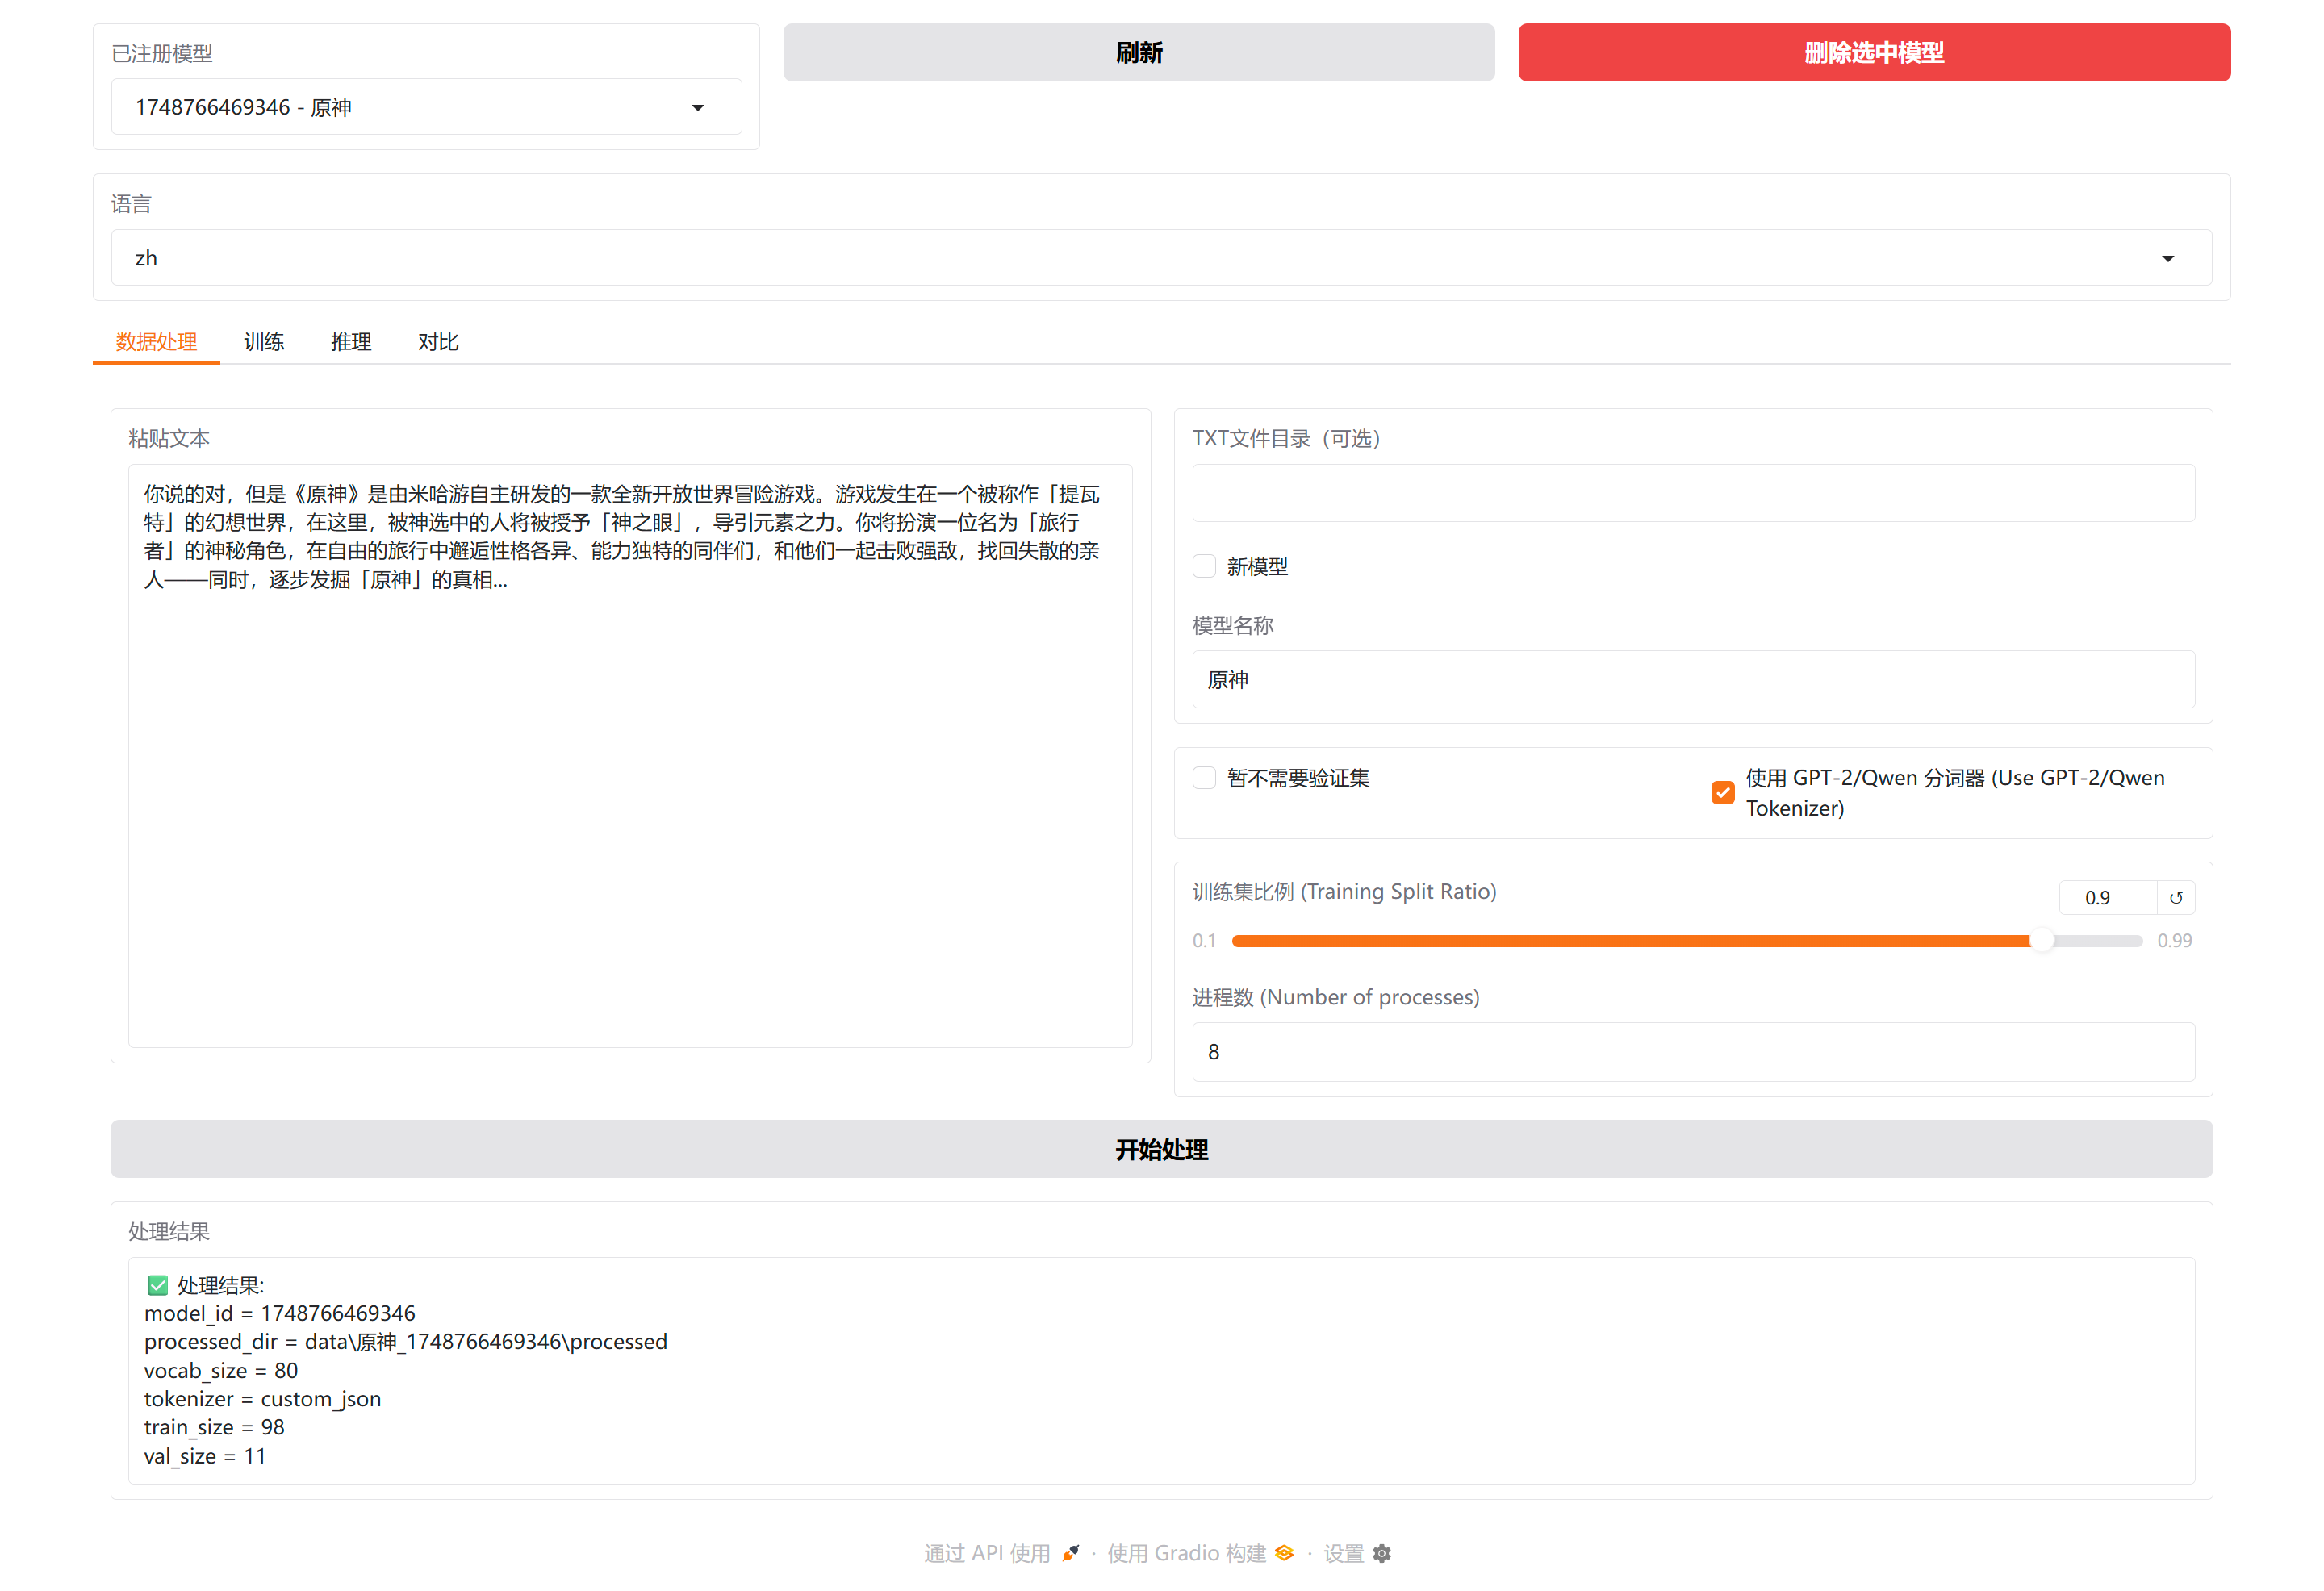 已注册模型
1748766469346 - 原神
刷新
删除选中模型
语言
zh
数据处理
训练
推理
对比
粘贴文本
你说的对，但是《原神》是由米哈游自主研发的一款全新开放世界冒险游戏。游戏发生在一个被称作「提瓦
特」的幻想世界，在这里，被神选中的人将被授予「神之眼」，导引元素之力。你将扮演一位名为「旅行
者」的神秘角色，在自由的旅行中邂逅性格各异、能力独特的同伴们，和他们一起击败强敌，找回失散的亲
人——同时，逐步发掘「原神」的真相...
TXT文件目录（可选）
新模型
模型名称
原神
暂不需要验证集
使用 GPT-2/Qwen 分词器 (Use GPT-2/Qwen
Tokenizer)
训练集比例 (Training Split Ratio)
0.9
0.1
0.99
进程数 (Number of processes)
8
开始处理
处理结果
✅ 处理结果:
model_id = 1748766469346
processed_dir = data\原神_1748766469346\processed
vocab_size = 80
tokenizer = custom_json
train_size = 98
val_size = 11
通过 API 使用 · 使用 Gradio 构建 · 设置